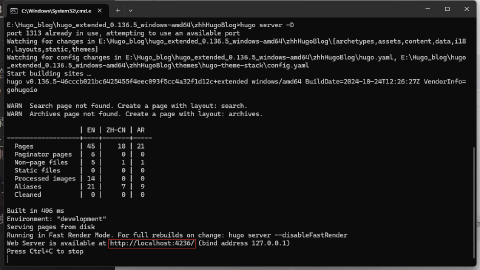 C:\Windows\System32\cmd.e
E:\Hugo_blog\hugo_extended_0.136.5_windows-amd64\zhhHugoBlog>hugo server -D
port 1313 already in use, attempting to use an available port
Watching for changes in E:\Hugo_blog\hugo_extended_0.136.5_windows-amd64\zhhHugoBlog\{archetypes,assets,content,data,i18
n,layouts,static,themes}
Watching for config changes in E:\Hugo_blog\hugo_extended_0.136.5_windows-amd64\zhhHugoBlog\hugo.yaml, E:\Hugo_blog\hugo
_extended_0.136.5_windows-amd64\zhhHugoBlog\themes\hugo-theme-stack\config.yaml
Start building sites …
hugo v0.136.5-46cccb021bc6425455f4eec093f5cc4a32f1d12c+extended windows/amd64 BuildDate=2024-10-24T12:26:27Z VendorInfo=
gohugoio
WARN Search page not found. Create a page with layout: search.
WARN Archives page not found. Create a page with layout: archives.
| EN | ZH-CN | AR
-------------------+----+-------+-----
Pages | 45 | 18 | 21
Paginator pages | 6 | 0 | 0
Non-page files | 5 | 1 | 1
Static files | 0 | 0 | 0
Processed images | 14 | 0 | 0
Aliases | 21 | 7 | 9
Cleaned | 0 | 0 | 0
Built in 406 ms
Environment: "development"
Serving pages from disk
Running in Fast Render Mode. For full rebuilds on change: hugo server --disableFastRender
Web Server is available at http://localhost:4236/ (bind address 127.0.0.1)
Press Ctrl+C to stop